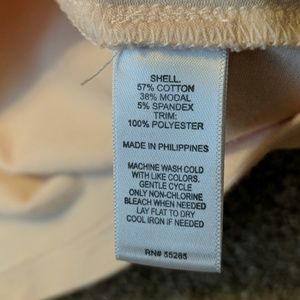 SHELL.
57% COTTON
38% MODAL
5% SPANDEX
TRIM:
100% POLYESTER
MADE IN PHILIPPINES
MACHINE WASH COLD
WITH LIKE COLORS.
GENTLE CYCLE
ONLY NON-CHLORINE
BLEACH WHEN NEEDED
LAY FLAT TO DRY
COOL IRON IF NEEDED
RN# 55285